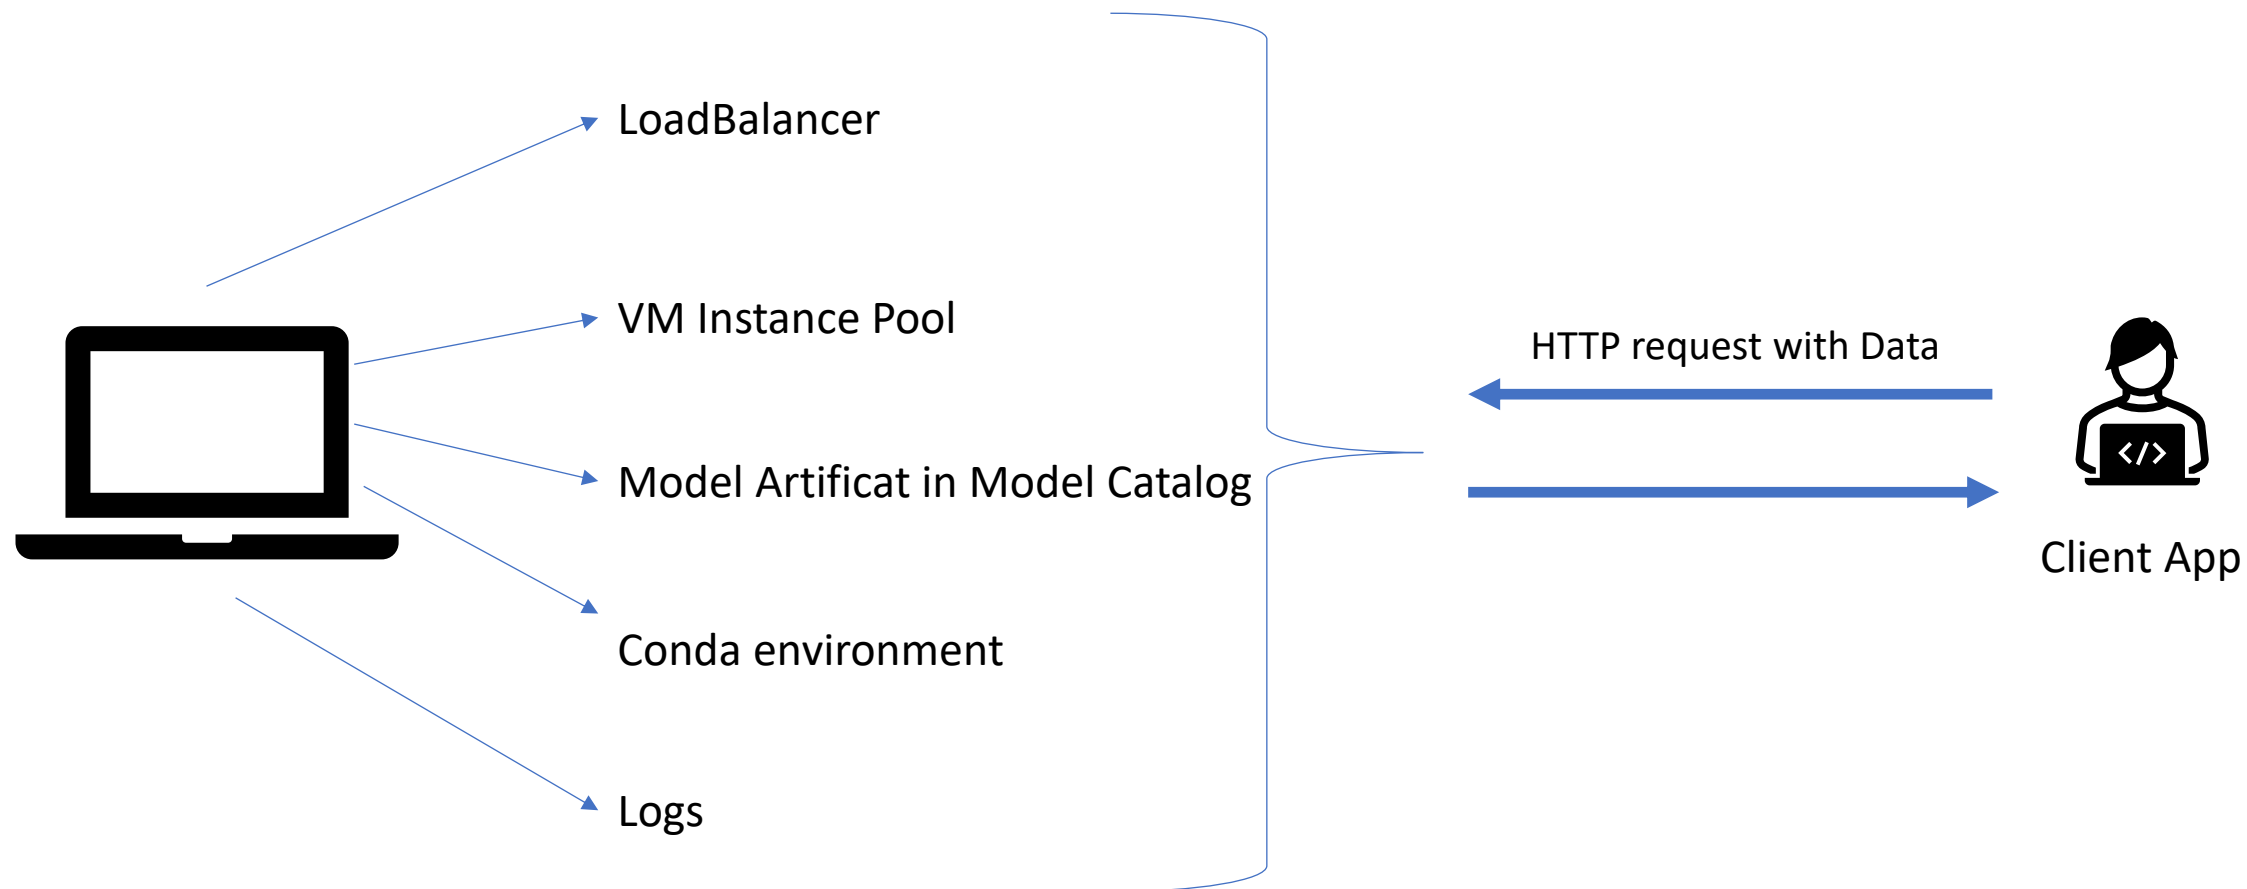 LoadBalancer
VM Instance Pool
HTTP request with Data
Model Artificat in Model Catalog
</>
Client App
Conda environment
Logs